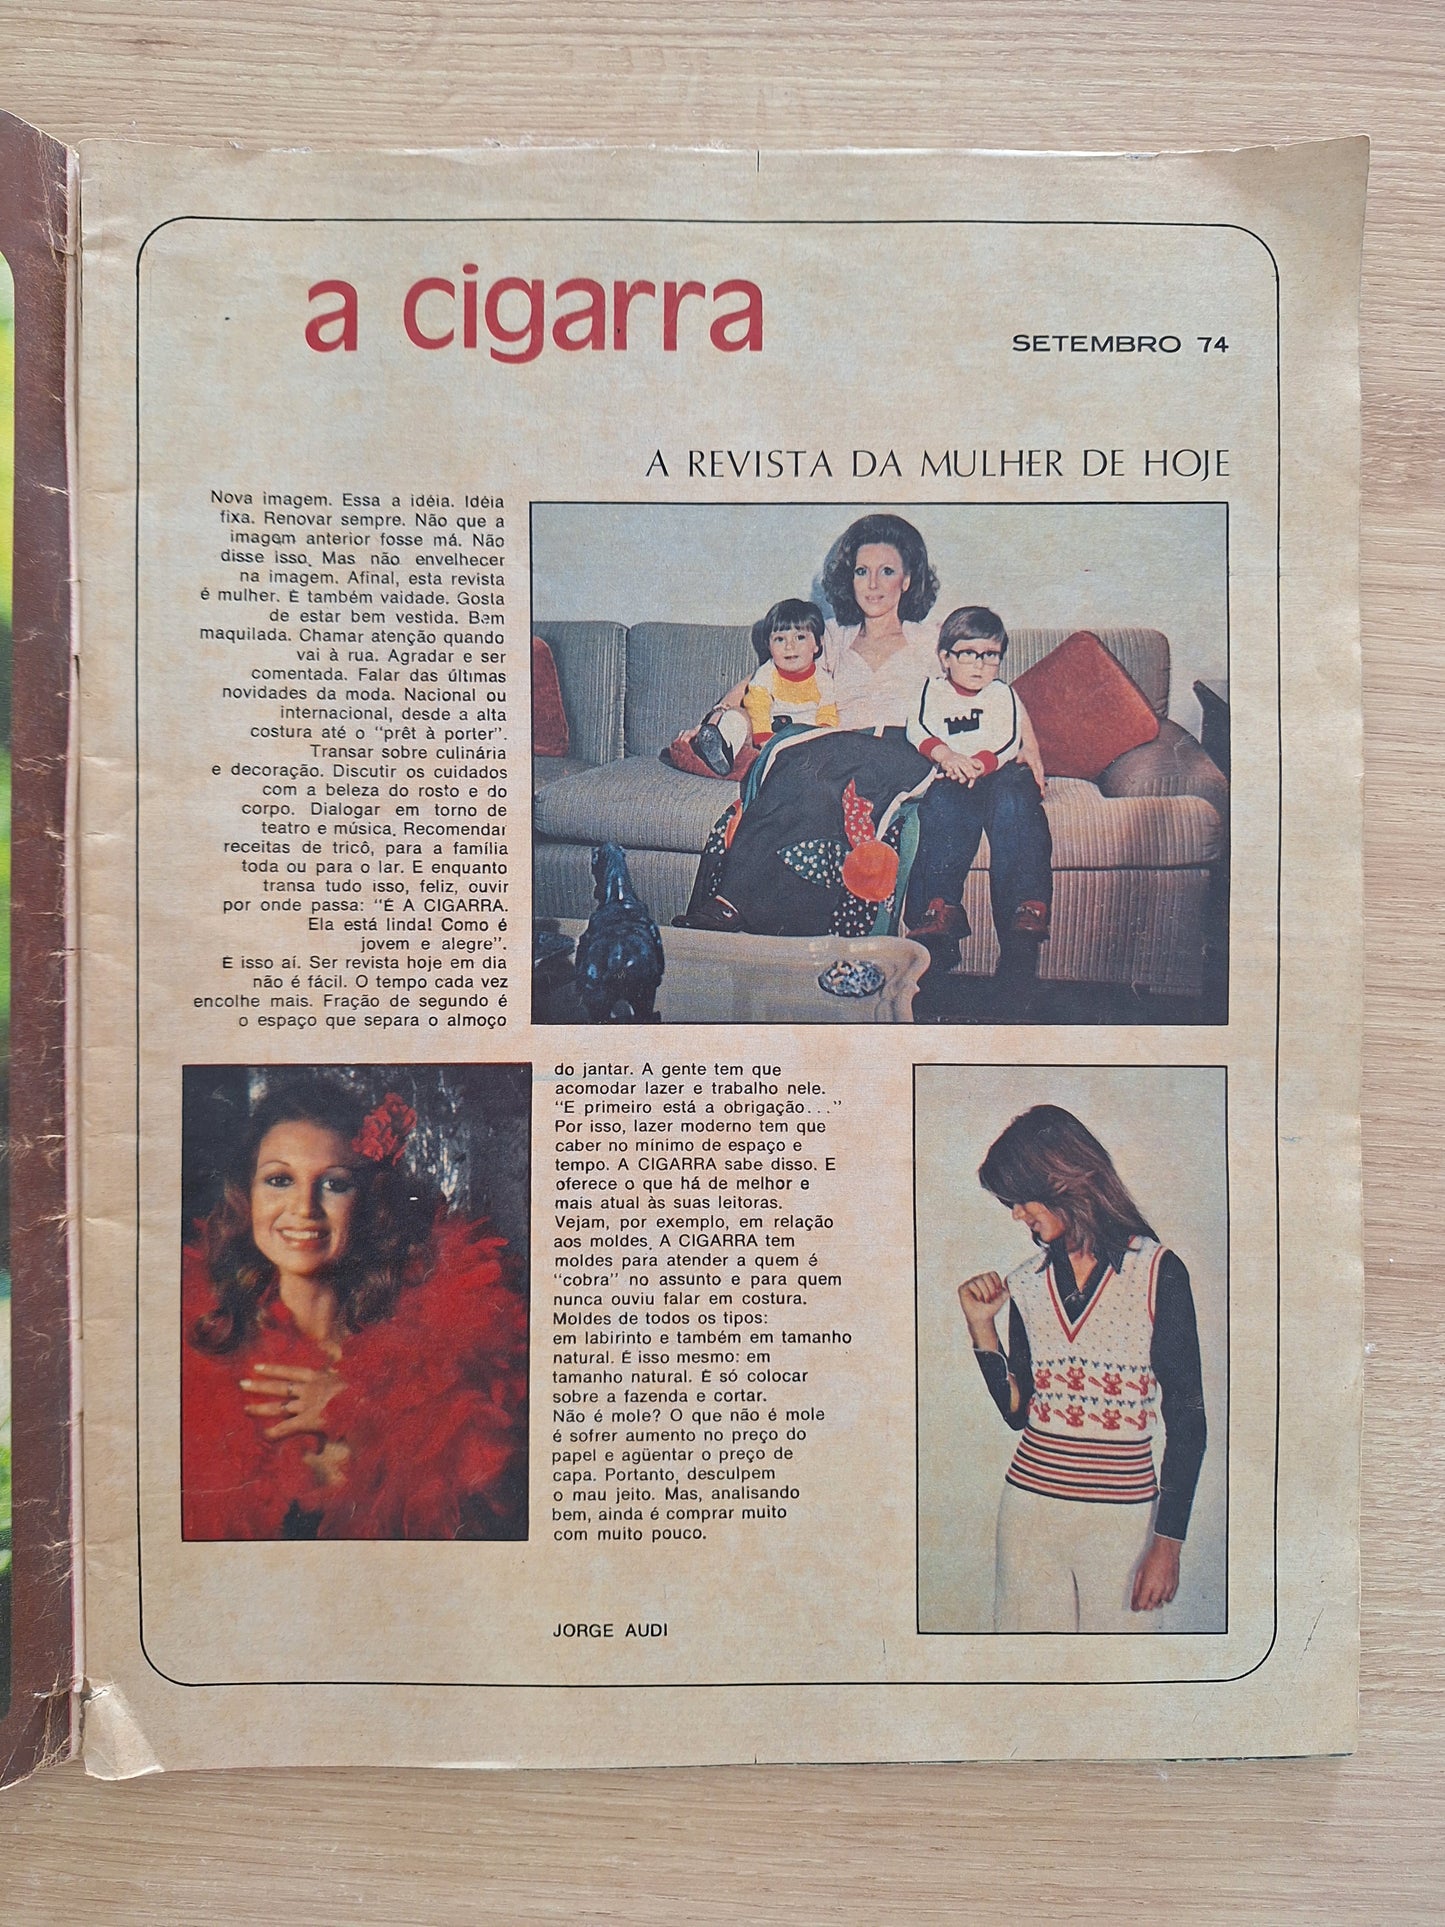 a cigarra
SETEMBRO 74
A REVISTA DA MULHER DE HOJE
Nova imagem. Essa a idéia. Idéia
fixa. Renovar sempre. Não que a
imagem anterior fosse má. Não
disse isso. Mas não envelhecer
na imagem. Afinal, esta revista
é mulher. É também vaidade. Gosta
de estar bem vestida. Bem
maquilada. Chamar atenção quando
vai à rua. Agradar e ser
comentada. Falar das últimas
novidades da moda. Nacional ou
internacional, desde a alta
costura até o "prêt à porter".
Transar sobre culinária
e decoração. Discutir os cuidados
com a beleza do rosto e do
corpo. Dialogar em torno de
teatro e música. Recomendar
receitas de tricô, para a família
toda ou para o lar. E enquanto
transa tudo isso, feliz, ouvir
por onde passa: "É A CIGARRA.
Ela está linda! Como é
jovem e alegre".
É isso aí. Ser revista hoje em dia
não é fácil. O tempo cada vez
encolhe mais. Fração de segundo é
o espaço que separa o almoço
do jantar. A gente tem que
acomodar lazer e trabalho nele.
"E primeiro está a obrigação..."
Por isso, lazer moderno tem que
caber no mínimo de espaço e
tempo. A CIGARRA sabe disso. E
oferece o que há de melhor e
mais atual às suas leitoras.
Vejam, por exemplo, em relação
aos moldes. A CIGARRA tem
moldes para atender a quem é
"cobra" no assunto e para quem
nunca ouviu falar em costura.
Moldes de todos os tipos:
em labirinto e também em tamanho
natural. É isso mesmo: em
tamanho natural. É só colocar
sobre a fazenda e cortar.
Não é mole? O que não é mole
é sofrer aumento no preço do
papel e agüentar o preço de
capa. Portanto, desculpem
o mau jeito. Mas, analisando
bem, ainda é comprar muito
com muito pouco.
JORGE AUDI